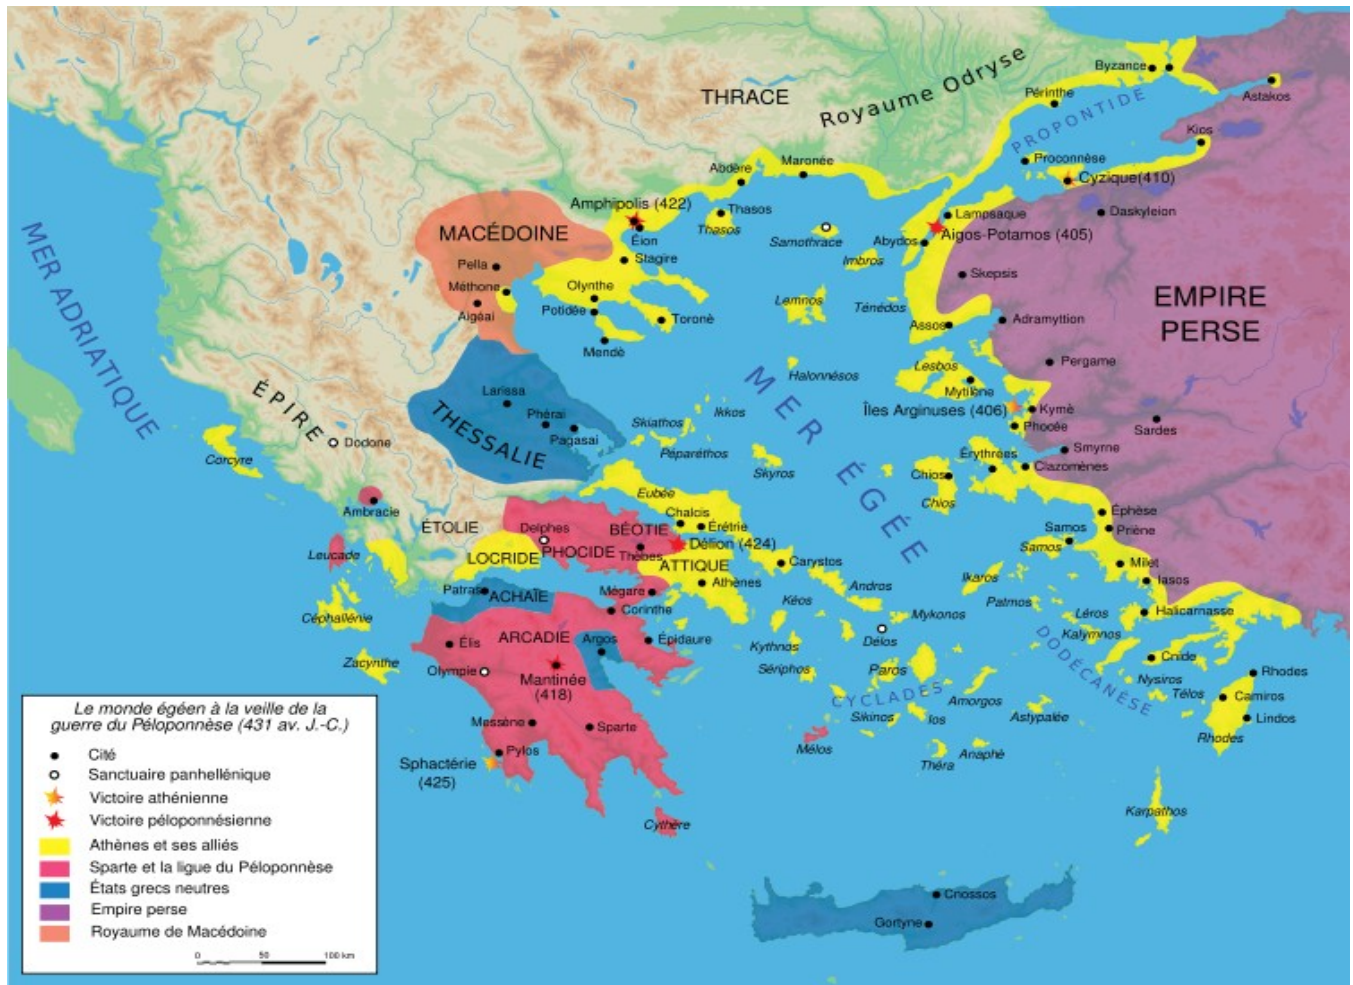 Byzance
Astakos
Périnthe
Royaume Odryse
THRACE
PROPONTIDE
Kios
Proconnèse
Cyzique(410)
Maronée
Abdère
Daskyleion
Lampsaque
Aigos-Potamos (405)
Abydos
Amphipolis (422)
Thasos
Thasos
Samothrace
Éion
Imbros
MACÉDOINE
Stagire
Pella
Skepsis
Méthone
Olynthe
Lemnos
Ténédos
EMPIRE
PERSE
Aigéai
Potidée
Toronè
Assos
Adramyttion
Mendè
MER ADRIATIQUE
Pergame
Lesbos
Halonnésos
Mytilène
Larissa
ÉPIRE
THESSALIE
Phérai
Pagasai
Îles Arginuses (406)
Kymè
Phocée
Sardes
MER ÉGÉE
Skiathos
Ikkos
Péparéthos
Dodone
Corcyre
Smyrne
Érythrées
Clazomènes
Skyros
Chios
Chios
Eubée
Ambracie
Éphèse
Priène
Samos
Samos
Chalcis
Érétrie
ÉTOLIE
Delphes
BÉOTIE
Délion (424)
PHOCIDE
Thèbes
LOCRIDE
ATTIQUE
Leucade
Carystos
Milet
Iasos
Ikaros
Patmos
Athènes
Andros
Patras
ACHAÏE
Mégare
Kéos
Mykonos
Léros
Halicarnasse
Corinthe
Céphallénie
Kalymnos
DODÉCANÈSE
Élis
ARCADIE
Argos
Épidaure
Kythnos
Délos
Cnide
Zacynthe
Olympie
Mantinée
(418)
Sériphos
Paros
Nysiros
Rhodes
Télos
Camiros
CYCLADES
Amorgos
Lindos
Sikinos
Ios
Astypalée
Rhodes
Messène
Sparte
Mélos
Pylos
Sphactérie
(425)
Théra
Anaphè
Cythère
Karpathos
Cnossos
Gortyne
Le monde égéen à la veille de la
guerre du Péloponnèse (431 av. J.-C.)
Cité
Sanctuaire panhellénique
Victoire athénienne
Victoire péloponnésienne
Athènes et ses alliés
Sparte et la ligue du Péloponnèse
États grecs neutres
Empire perse
Royaume de Macédoine
0 50 100 km